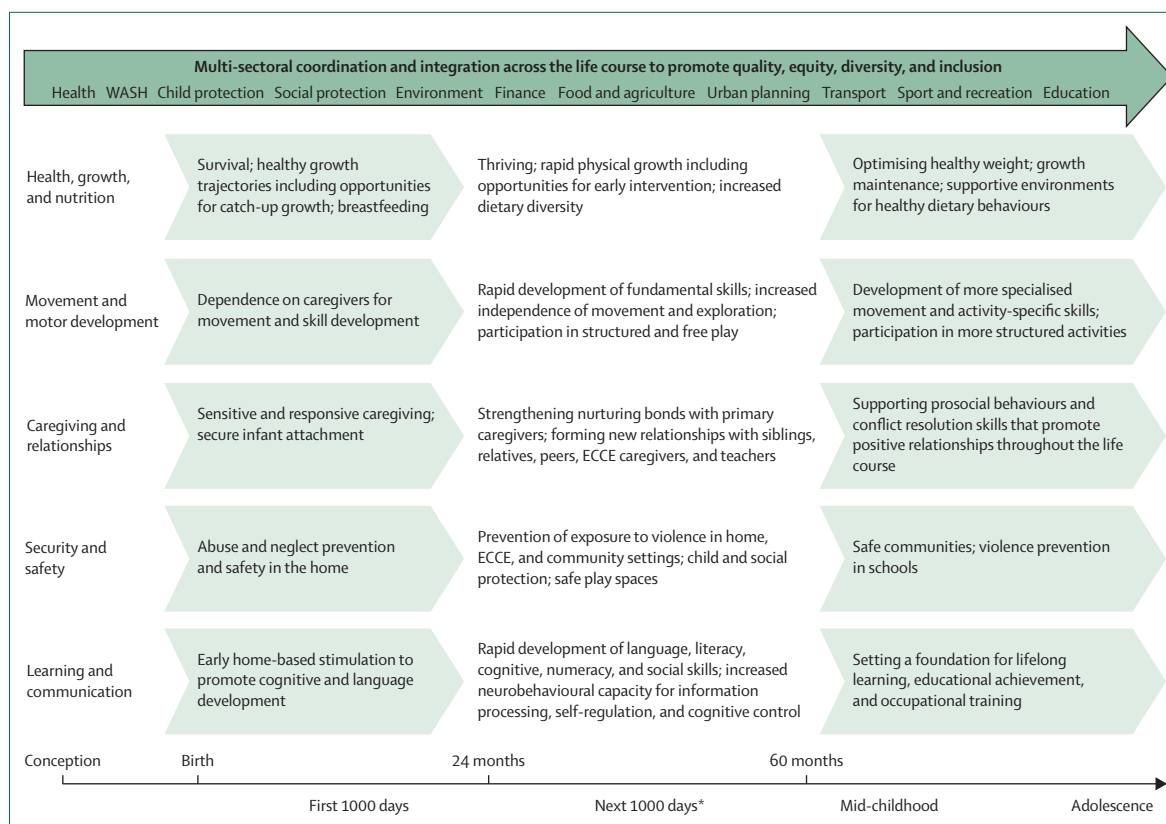 Multi-sectoral coordination and integration across the life course to promote quality, equity, diversity, and inclusion
Health WASH Child protection Social protection Environment Finance Food and agriculture Urban planning Transport Sport and recreation Education
Health, growth,
and nutrition
Survival; healthy growth
trajectories including opportunities
for catch-up growth; breastfeeding
Thriving; rapid physical growth including
opportunities for early intervention; increased
dietary diversity
Optimising healthy weight; growth
maintenance; supportive environments
for healthy dietary behaviours
Movement and
motor development
Dependence on caregivers for
movement and skill development
Rapid development of fundamental skills; increased
independence of movement and exploration;
participation in structured and free play
Development of more specialised
movement and activity-specific skills;
participation in more structured activities
Caregiving and
relationships
Sensitive and responsive caregiving;
secure infant attachment
Strengthening nurturing bonds with primary
caregivers; forming new relationships with siblings,
relatives, peers, ECCE caregivers, and teachers
Supporting prosocial behaviours and
conflict resolution skills that promote
positive relationships throughout the life
course
Security and
safety
Abuse and neglect prevention
and safety in the home
Prevention of exposure to violence in home,
ECCE, and community settings; child and social
protection; safe play spaces
Safe communities; violence prevention
in schools
Learning and
communication
Early home-based stimulation to
promote cognitive and language
development
Rapid development of language, literacy,
cognitive, numeracy, and social skills; increased
neurobehavioural capacity for information
processing, self-regulation, and cognitive control
Setting a foundation for lifelong
learning, educational achievement,
and occupational training
Conception Birth 24 months 60 months
First 1000 days Next 1000 days* Mid-childhood Adolescence